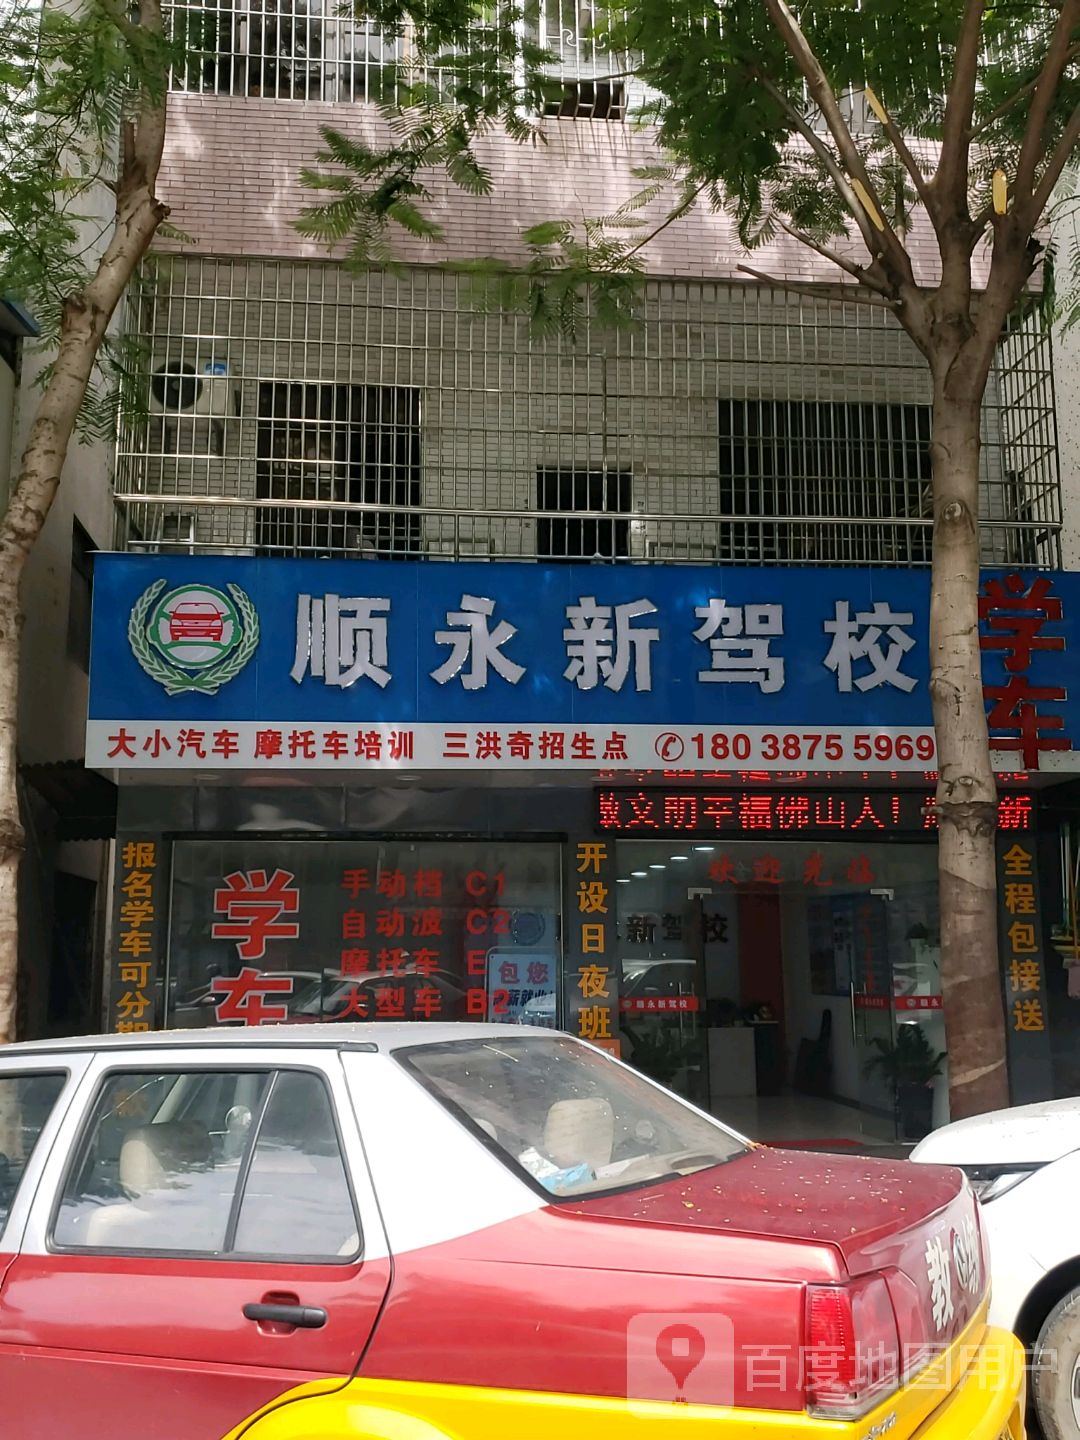 顺永新驾校
学车
大小汽车 摩托车培训 三洪奇招生点 180 3875 5969
文明幸福佛山人！
新
报名学车可分期
学车
手动档 C1
自动波 C2
摩托车 E
大型车 B2
包您
开设日夜班
欢迎光临
新驾校
顺永新驾校
顺永
全程包接送
教练
百度地图用户